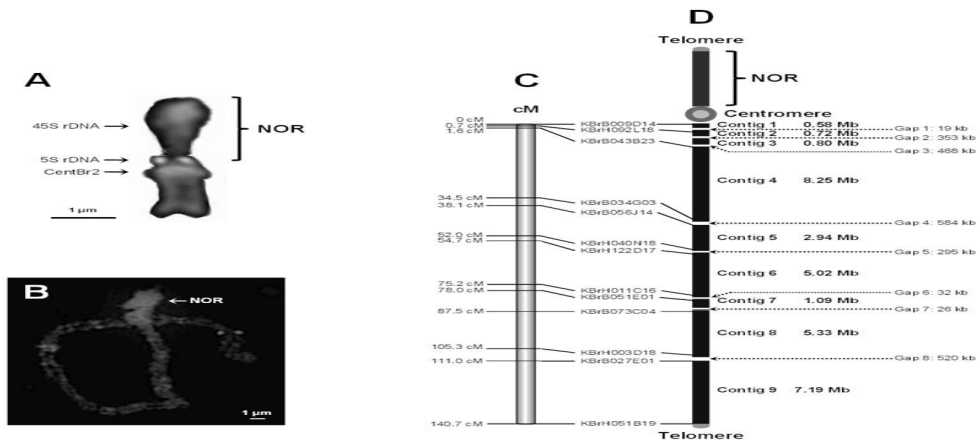 A
45S rDNA
5S rDNA
CentBr2
NOR
1 µm
B
NOR
1 µm
C
cM
0 cM
0.7 cM
1.6 cM
34.5 cM
38.1 cM
52.0 cM
54.7 cM
75.2 cM
78.0 cM
87.5 cM
105.3 cM
111.0 cM
140.7 cM
KBrB009D14
KBrH092L18
KBrB043B23
KBrB034G03
KBrB056J14
KBrH040N18
KBrH122D17
KBrH011C16
KBrB051E01
KBrB073C04
KBrH003D18
KBrB027E01
KBrH051B19
D
Telomere
NOR
Centromere
Contig 1 0.58 Mb
Contig 2 0.72 Mb
Contig 3 0.80 Mb
Contig 4 8.25 Mb
Contig 5 2.94 Mb
Contig 6 5.02 Mb
Contig 7 1.09 Mb
Contig 8 5.33 Mb
Contig 9 7.19 Mb
Telomere
Gap 1: 19 kb
Gap 2: 353 kb
Gap 3: 468 kb
Gap 4: 584 kb
Gap 5: 295 kb
Gap 6: 32 kb
Gap 7: 26 kb
Gap 8: 520 kb